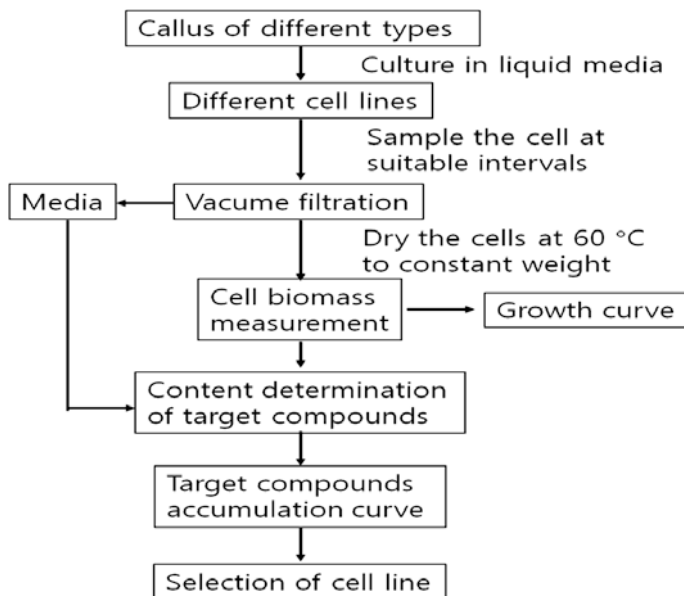 Callus of different types
Culture in liquid media
Different cell lines
Sample the cell at
suitable intervals
Media
Vacume filtration
Dry the cells at 60 °C
to constant weight
Cell biomass
measurement
Growth curve
Content determination
of target compounds
Target compounds
accumulation curve
Selection of cell line